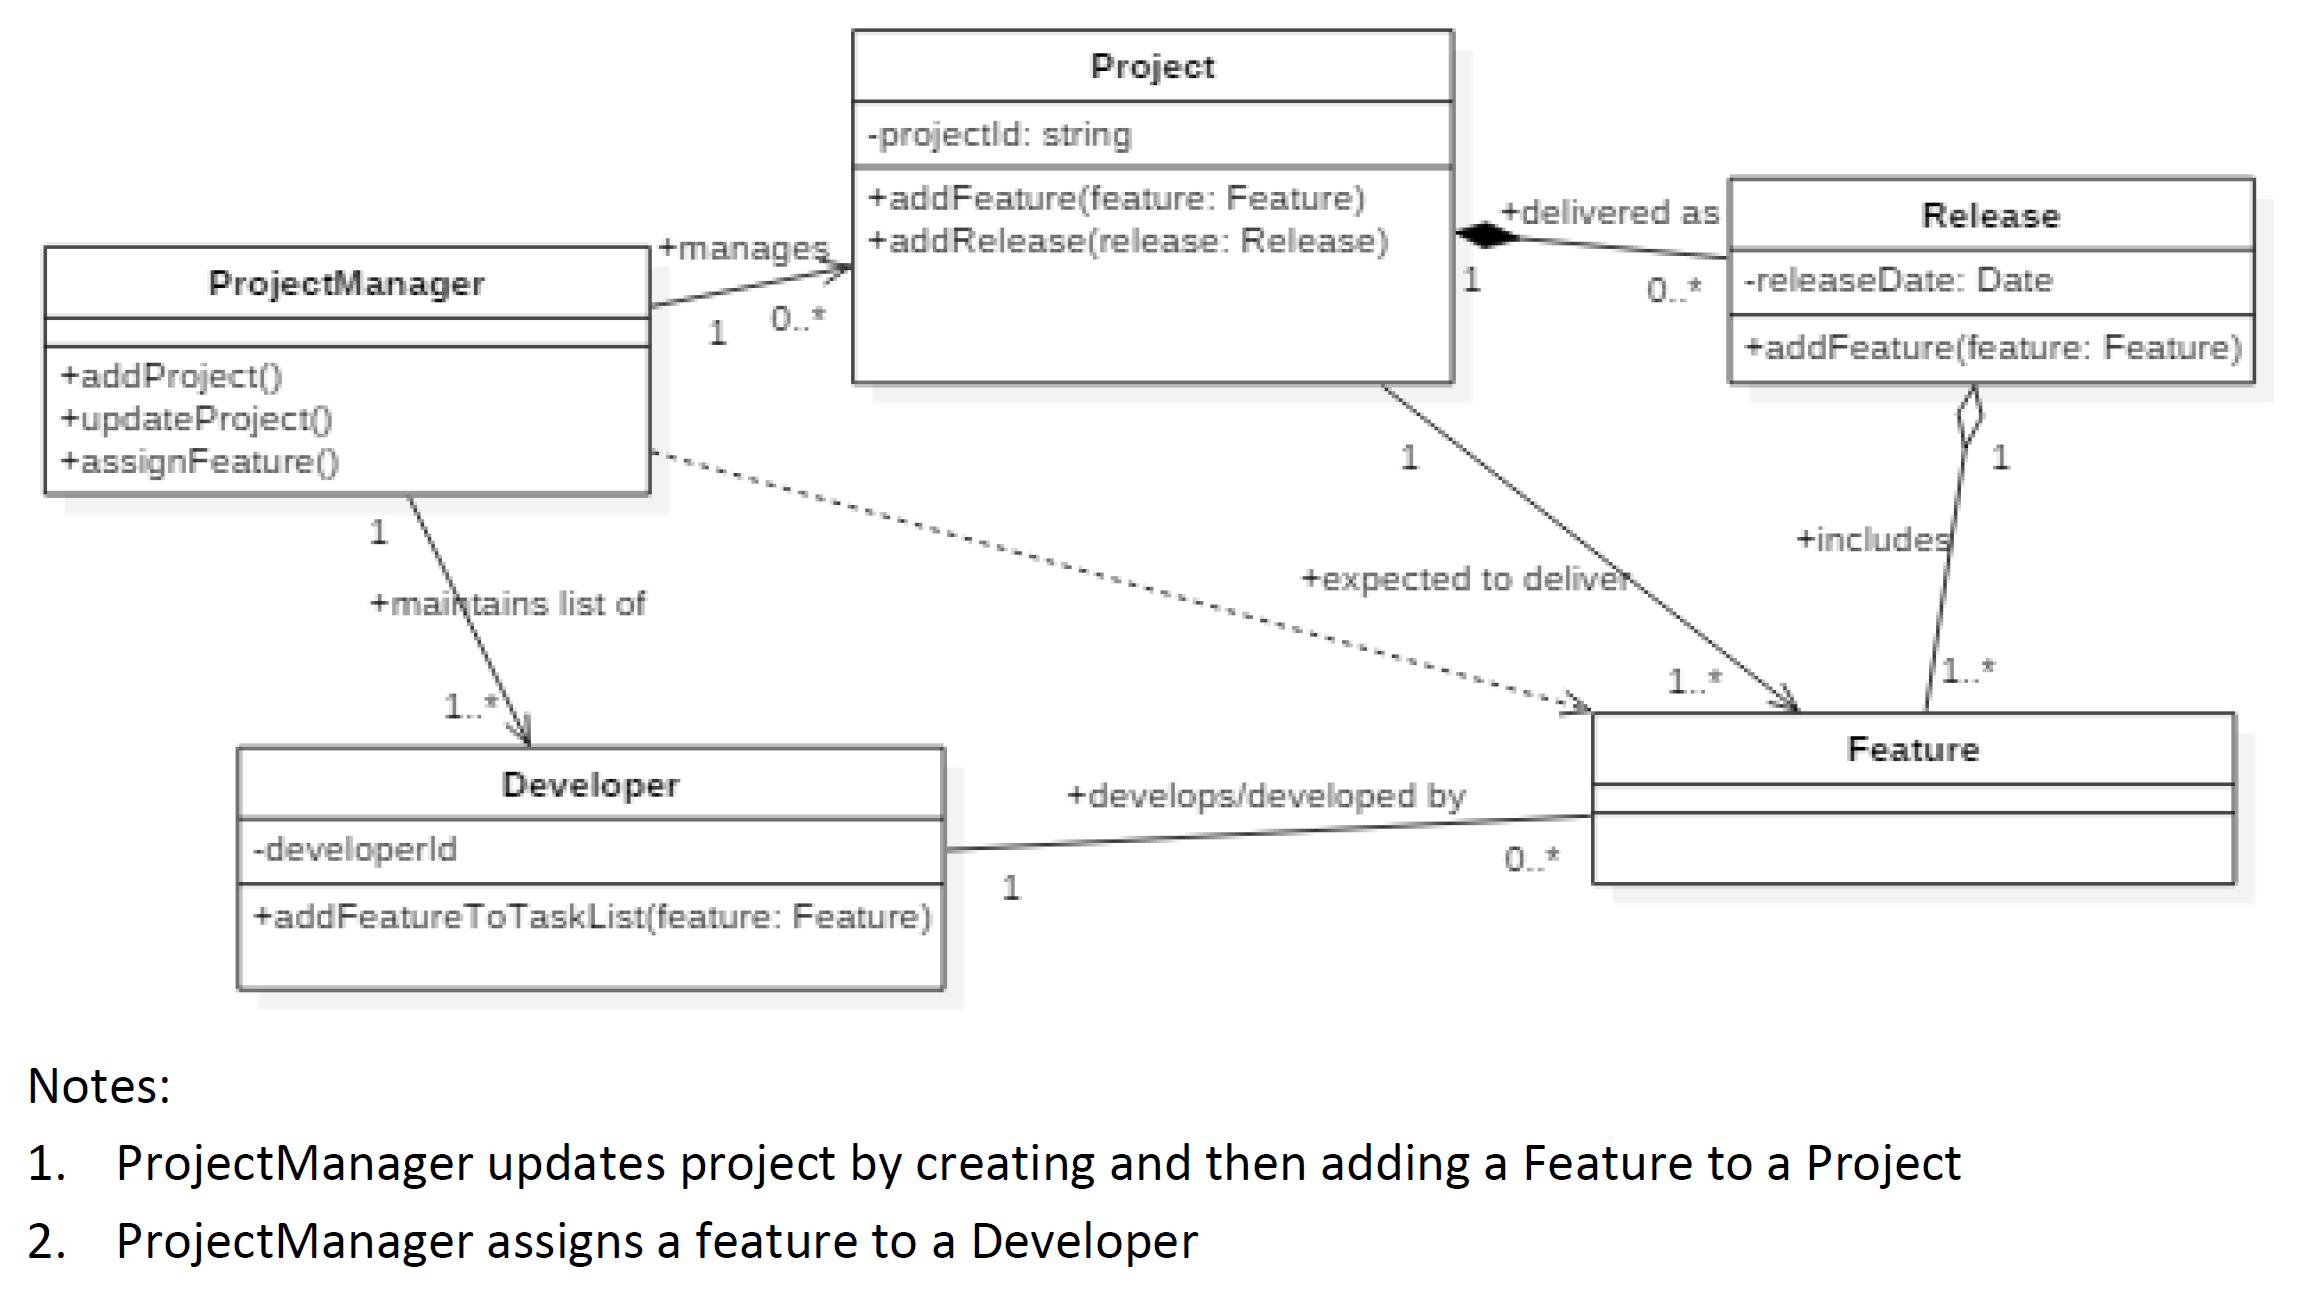 Project
-projectId: string
+addFeature(feature: Feature)
+addRelease(release: Release)
+delivered as
1
0..*
Release
-releaseDate: Date
+addFeature(feature: Feature)
+manages
1
0..*
ProjectManager
+addProject()
+updateProject()
+assignFeature()
1
+maintains list of
1..*
1
+expected to deliver
1..*
1
+includes
1..*
Developer
-developerId
+addFeatureToTaskList(feature: Feature)
+develops/developed by
1
0..*
Feature
Notes:
1. ProjectManager updates project by creating and then adding a Feature to a Project
2. ProjectManager assigns a feature to a Developer